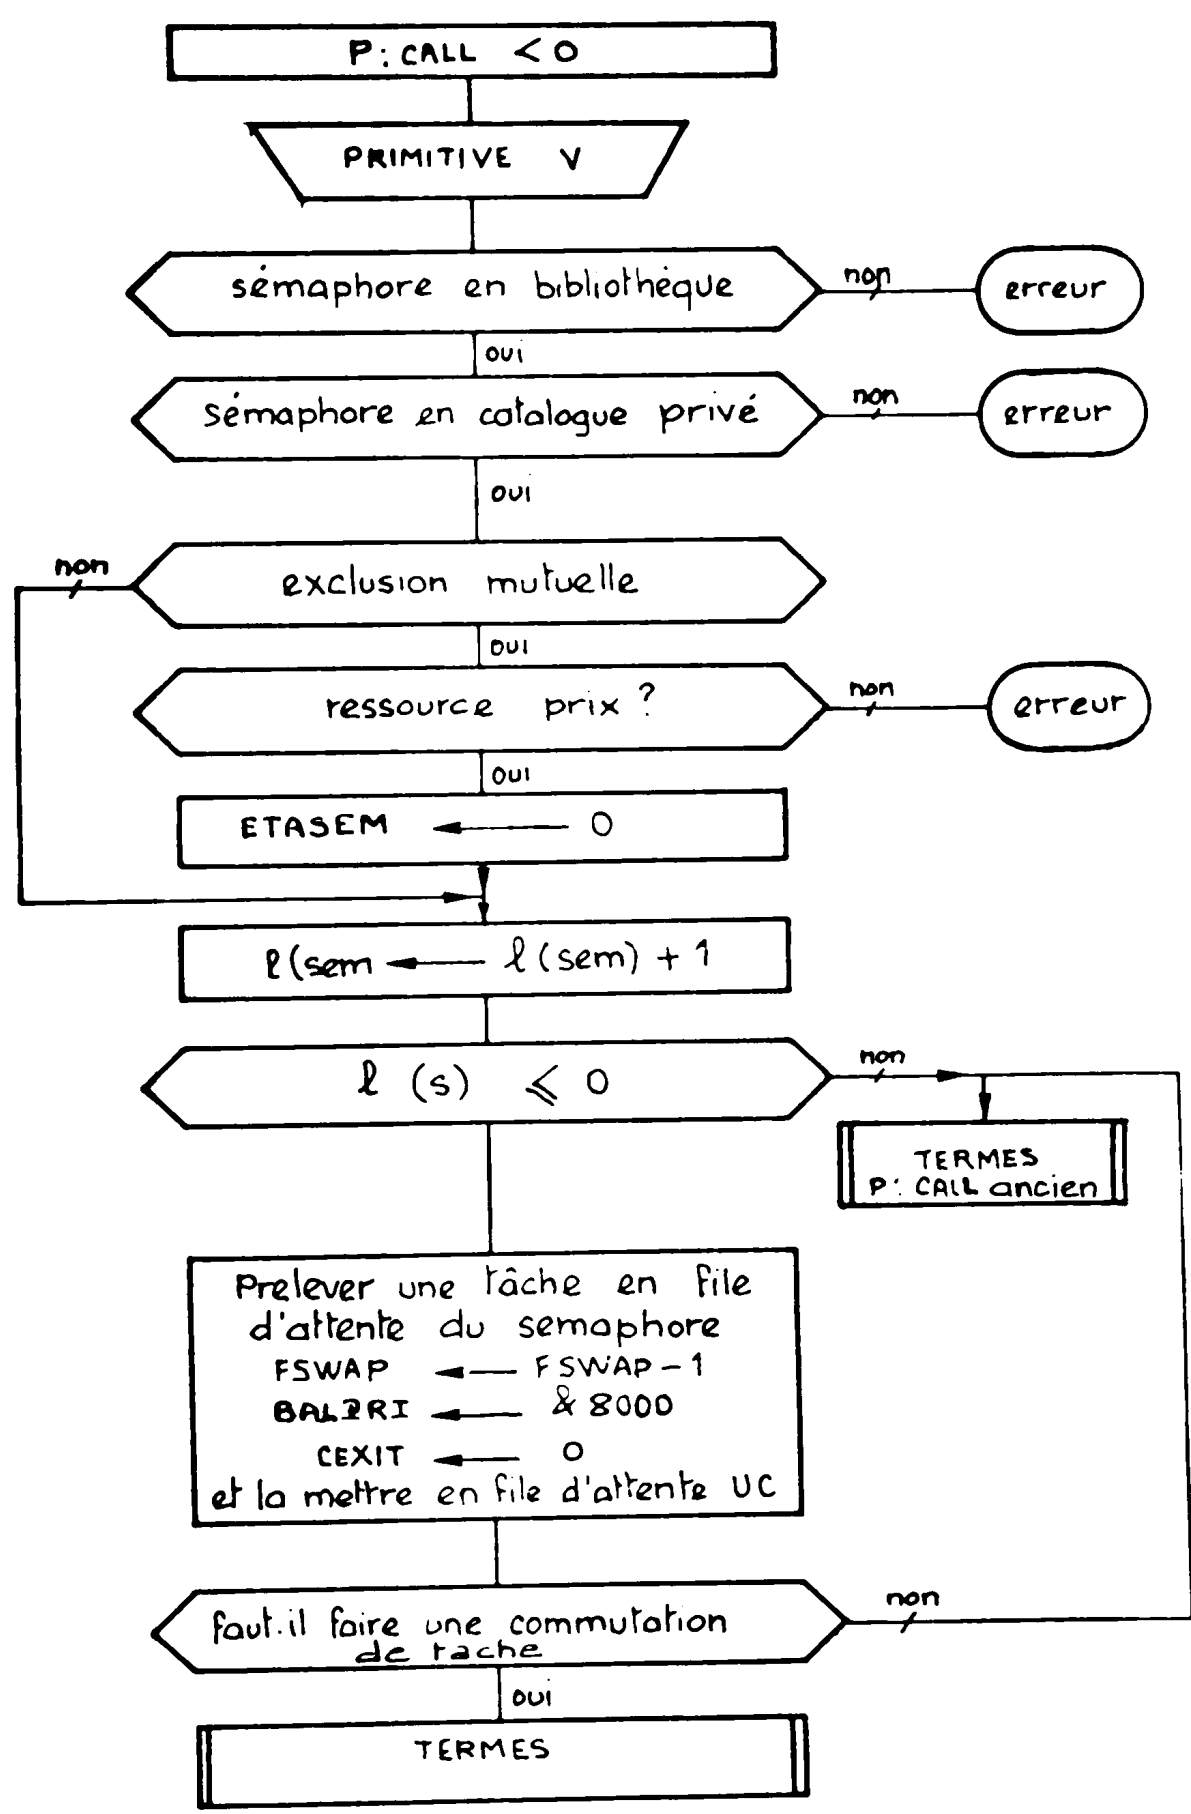 P:CALL < 0
PRIMITIVE V
sémaphore en bibliothèque
non
erreur
oui
sémaphore en catalogue privé
non
erreur
oui
non
exclusion mutuelle
oui
ressource prix ?
non
erreur
oui
ETASEM ← 0
l(sem ← l(sem) + 1
l (s) ⩽ 0
non
TERMES
P:CALL ancien
Prelever une tâche en file
d'attente du semaphore
FSWAP ← FSWAP-1
← & 8000
CEXIT ← 0
et la mettre en file d'attente UC
faut.il faire une commutation
de tache
non
oui
TERMES